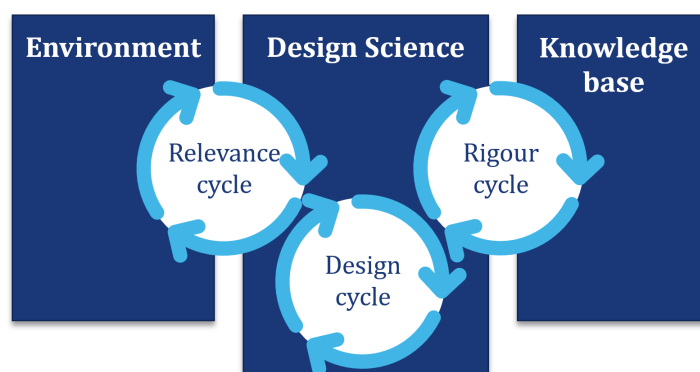 Environment
Design Science
Knowledge
base
Relevance
cycle
Rigour
cycle
Design
cycle